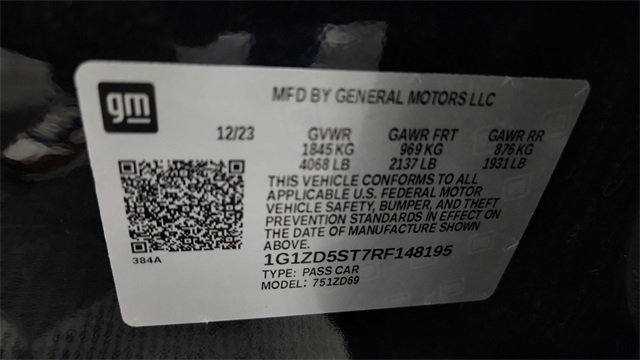 gm
MFD BY GENERAL MOTORS LLC
12/23 GVWR GAWR FRT GAWR RR
1845 KG 969 KG 876 KG
4068 LB 2137 LB 1931 LB
THIS VEHICLE CONFORMS TO ALL
APPLICABLE U.S. FEDERAL MOTOR
VEHICLE SAFETY, BUMPER, AND THEFT
PREVENTION STANDARDS IN EFFECT ON
THE DATE OF MANUFACTURE SHOWN
ABOVE.
384A
1G1ZD5ST7RF148195
TYPE: PASS CAR
MODEL: 751ZD69